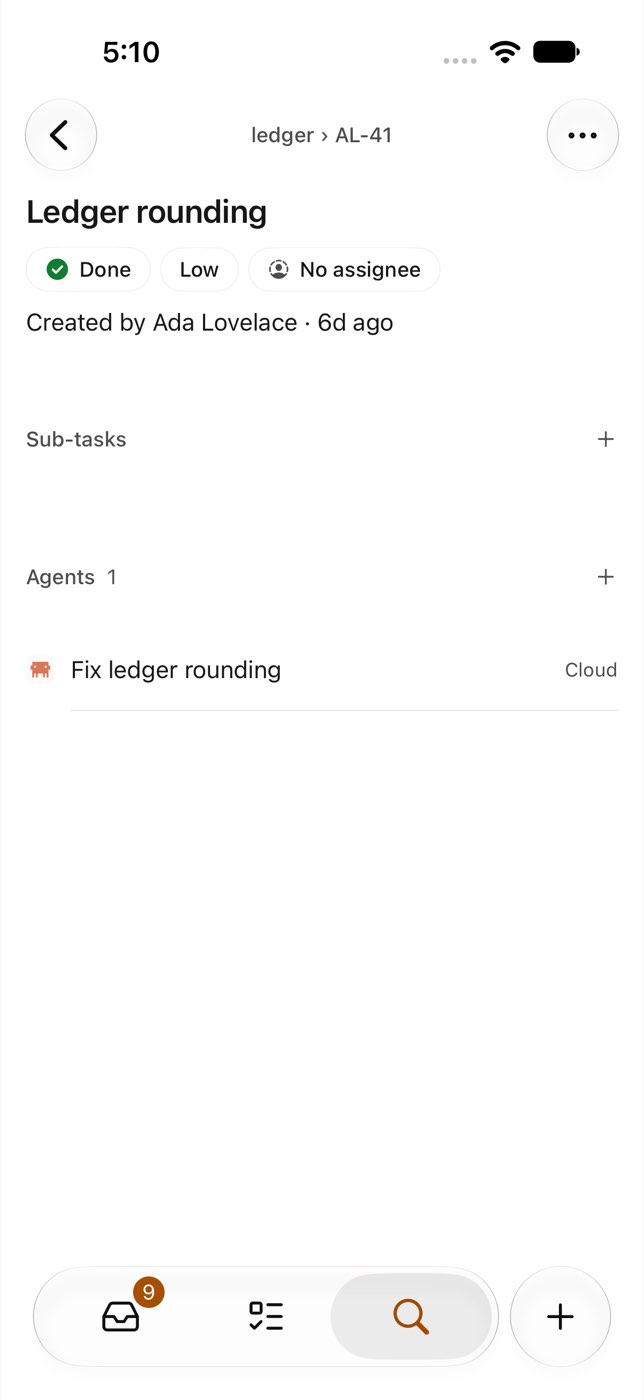 5:10
ledger › AL-41
Ledger rounding
Done Low No assignee
Created by Ada Lovelace · 6d ago
Sub-tasks
Agents 1
Fix ledger rounding Cloud
9